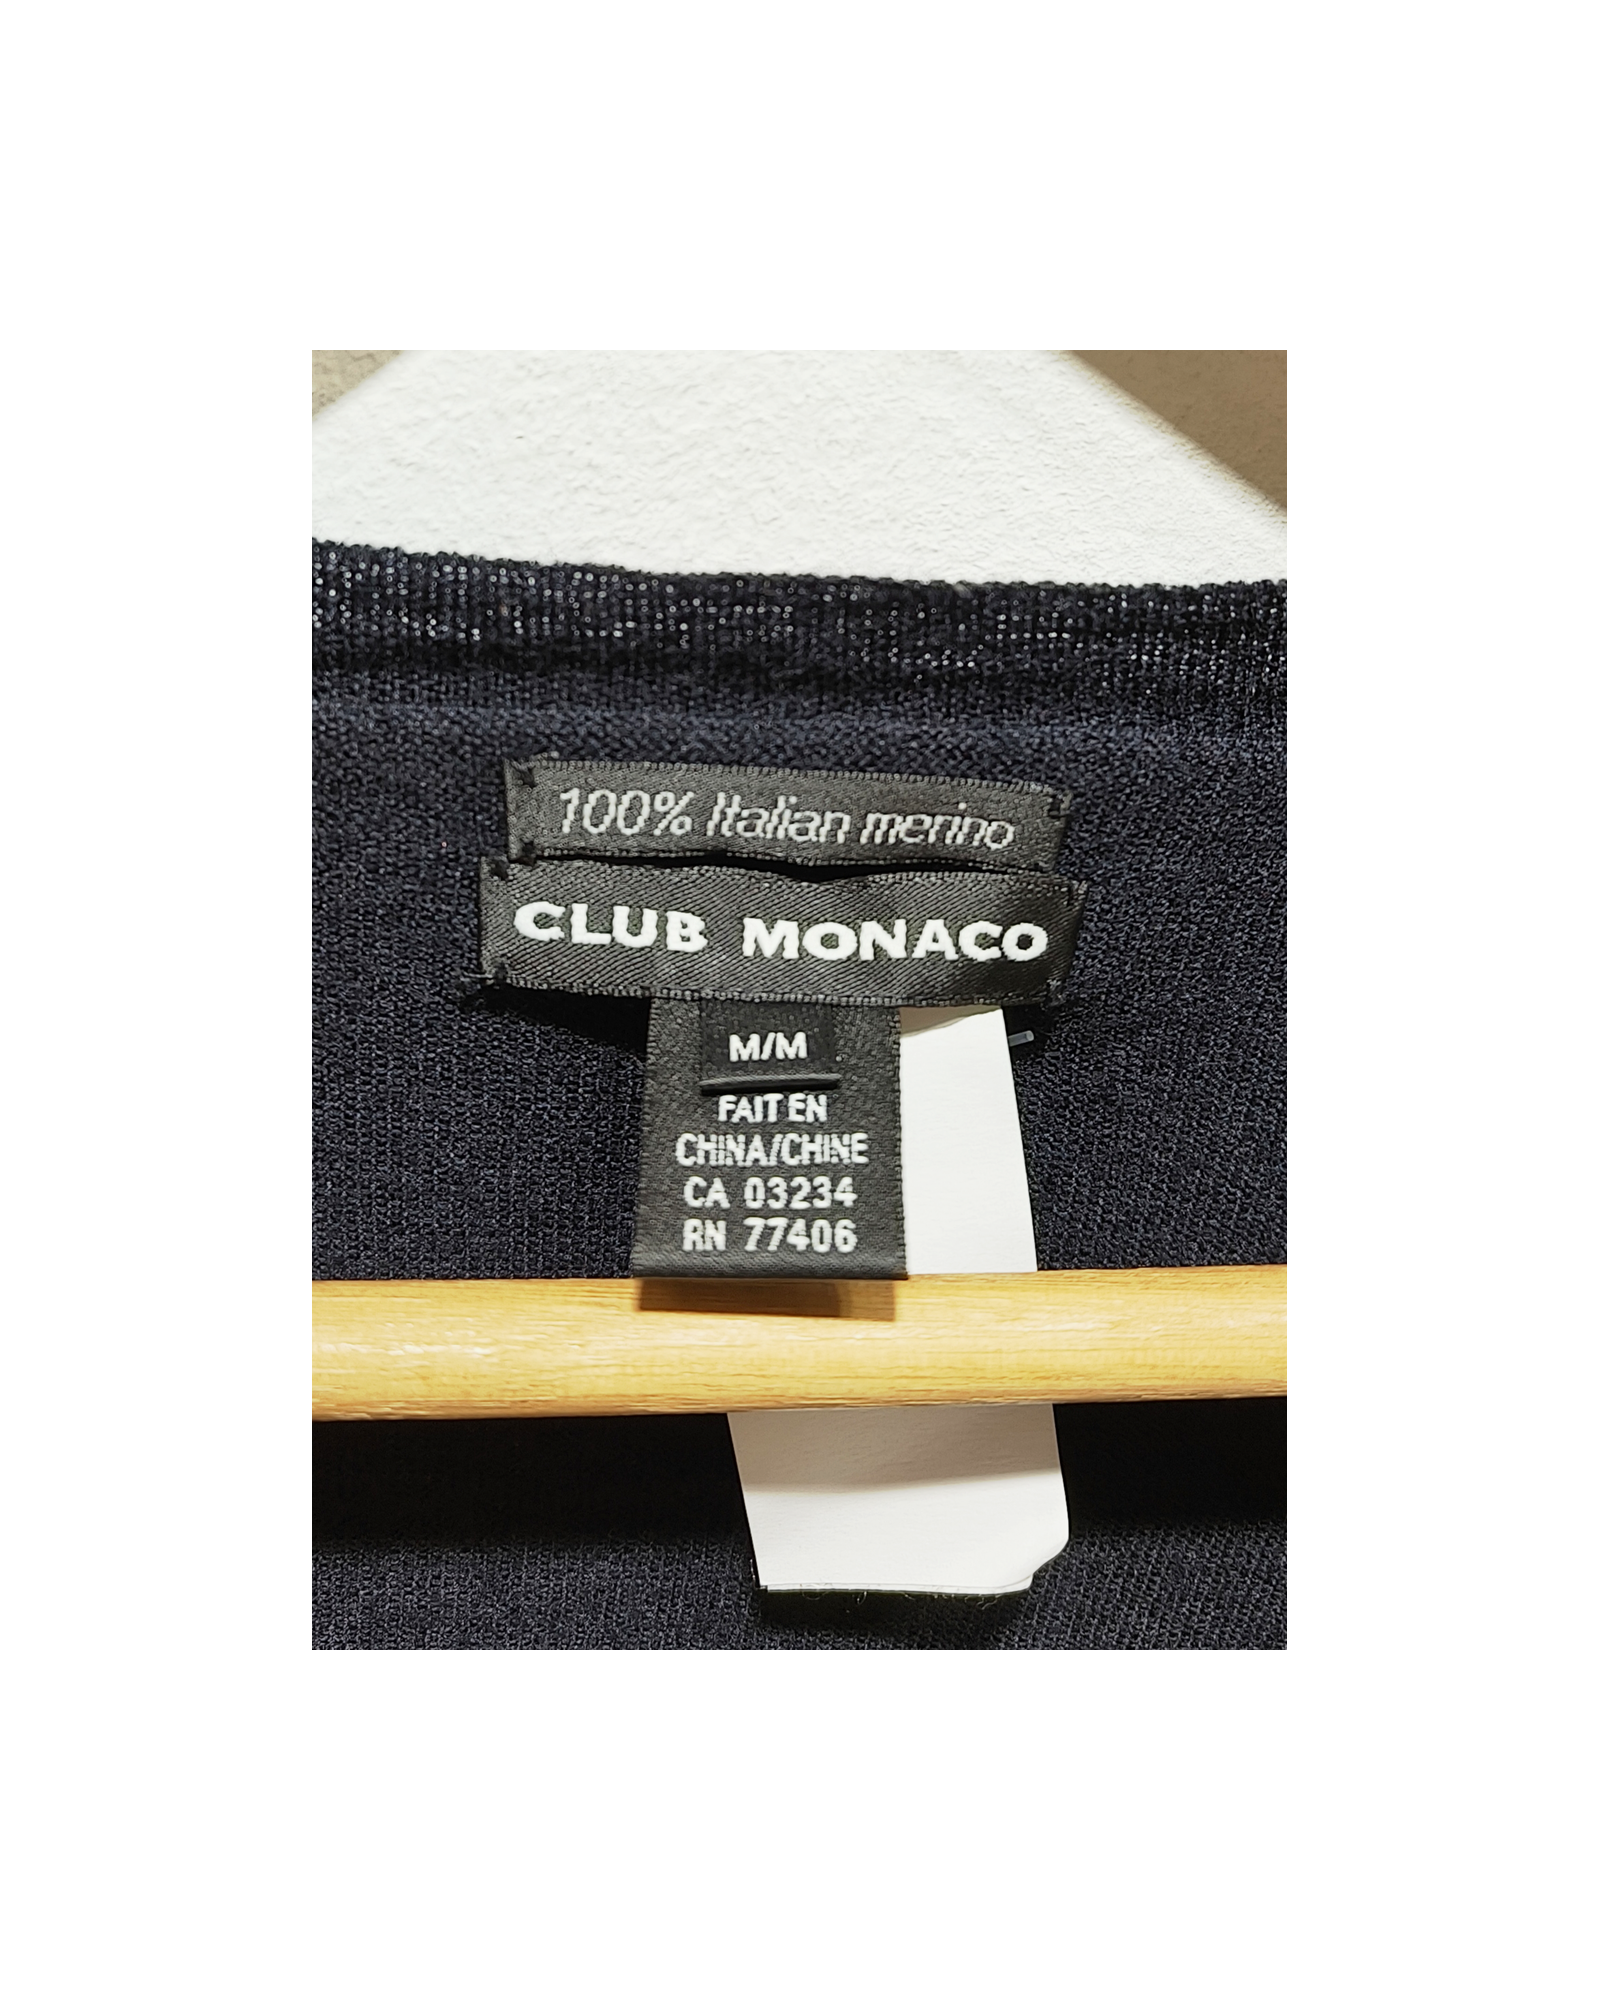 100% Italian merino
CLUB MONACO
M/M
FAIT EN
CHINA/CHINE
CA 03234
RN 77406